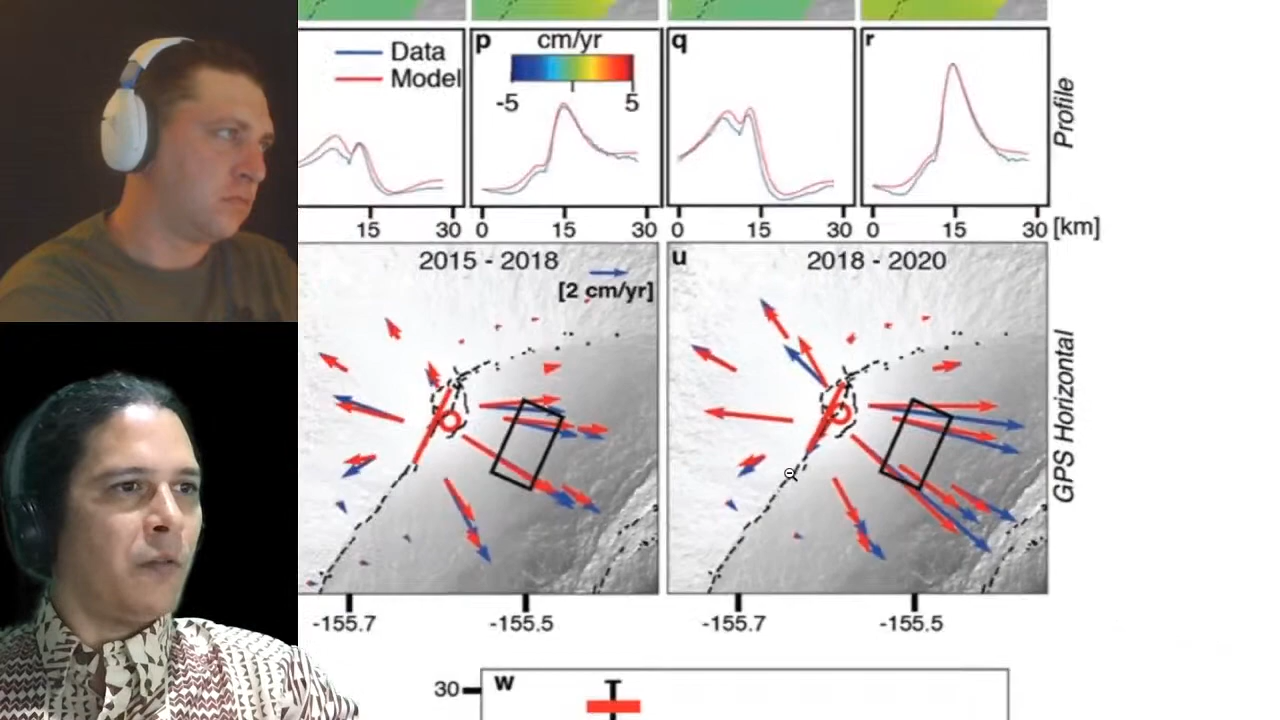 Data
Model
p
cm/yr
-5
5
q
r
Profile
15
30
0
15
30
0
15
30
0
15
30
[km]
2015 - 2018
[2 cm/yr]
u
2018 - 2020
GPS Horizontal
-155.7
-155.5
-155.7
-155.5
30
w